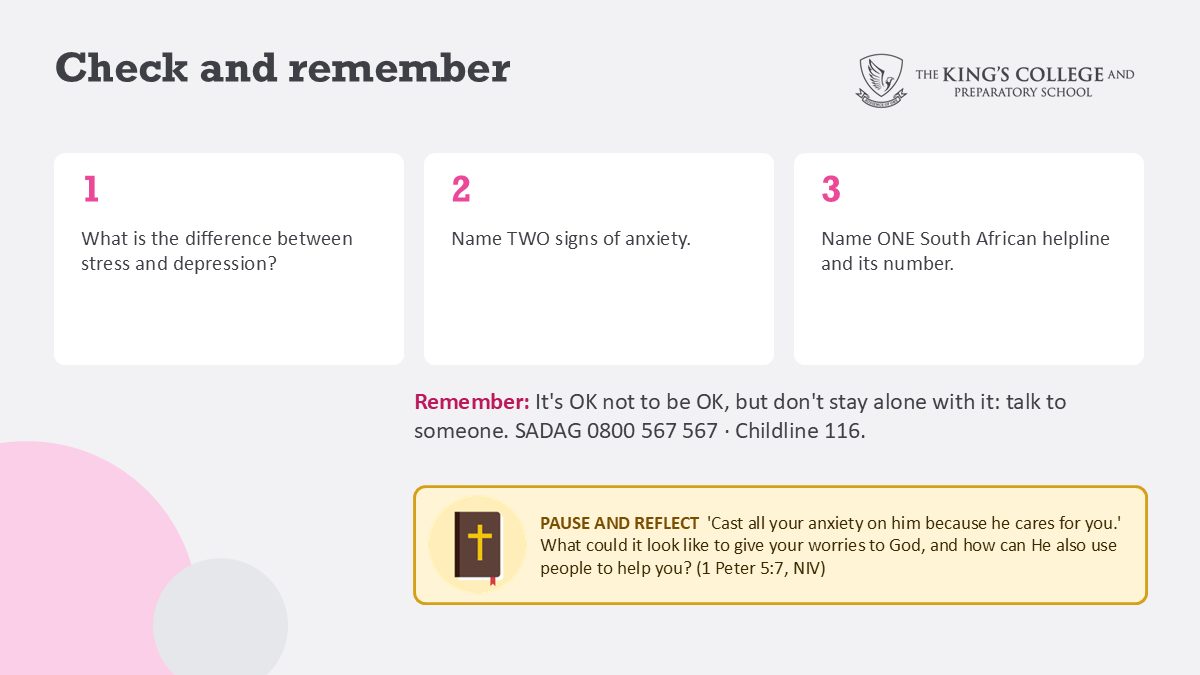 Check and remember
THE KING'S COLLEGE AND
PREPARATORY SCHOOL
1
What is the difference between
stress and depression?
2
Name TWO signs of anxiety.
3
Name ONE South African helpline
and its number.
Remember: It's OK not to be OK, but don't stay alone with it: talk to
someone. SADAG 0800 567 567 · Childline 116.
PAUSE AND REFLECT 'Cast all your anxiety on him because he cares for you.'
What could it look like to give your worries to God, and how can He also use
people to help you? (1 Peter 5:7, NIV)